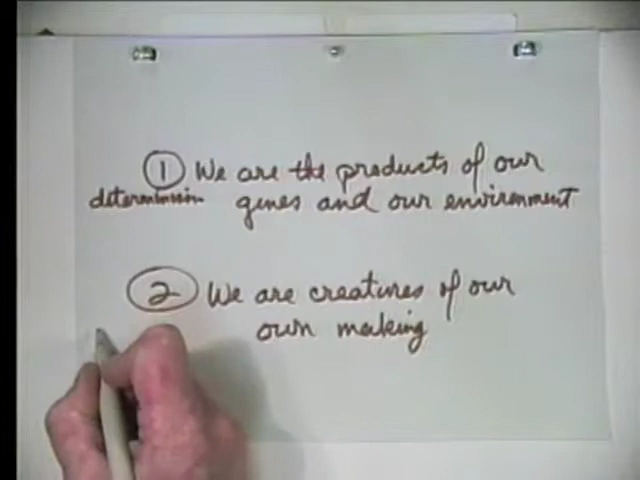 ① We are the products of our
determinism genes and our environment
② We are creatures of our
own making